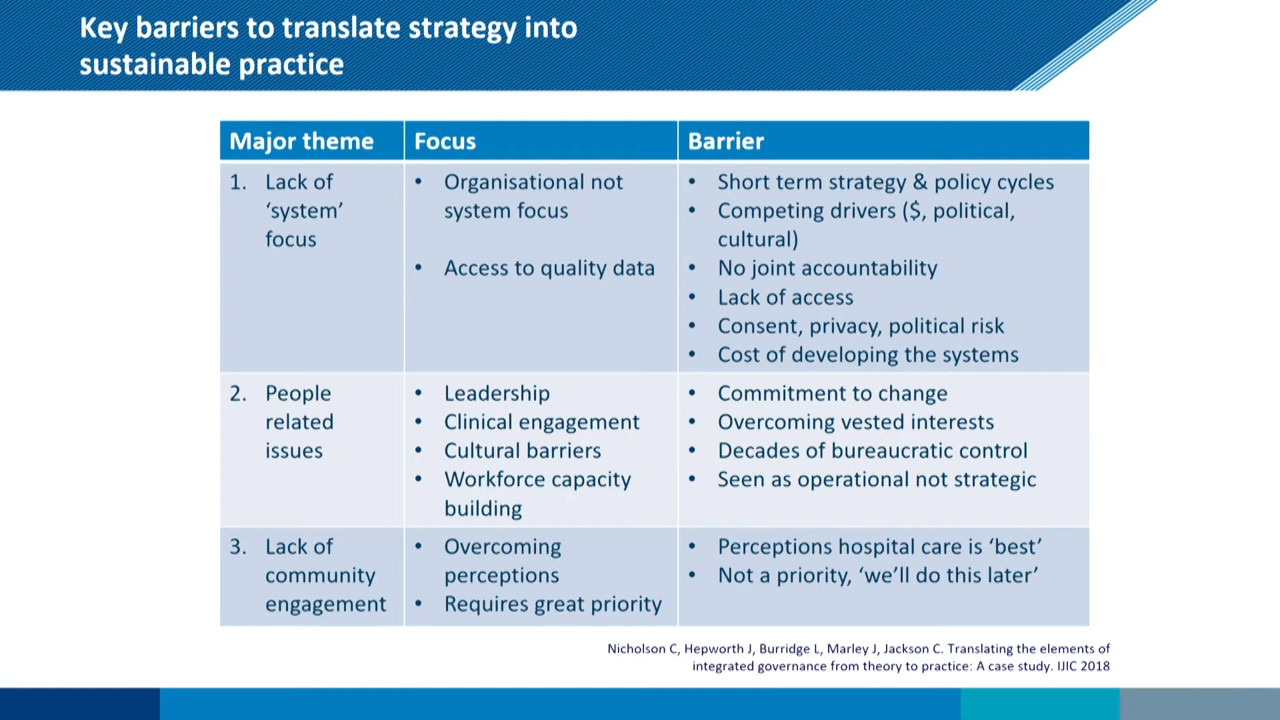 Key barriers to translate strategy into
sustainable practice
Major theme
Focus
Barrier
1. Lack of
‘system’
focus
• Organisational not
system focus
• Access to quality data
• Short term strategy & policy cycles
• Competing drivers ($, political,
cultural)
• No joint accountability
• Lack of access
• Consent, privacy, political risk
• Cost of developing the systems
2. People
related
issues
• Leadership
• Clinical engagement
• Cultural barriers
• Workforce capacity
building
• Commitment to change
• Overcoming vested interests
• Decades of bureaucratic control
• Seen as operational not strategic
3. Lack of
community
engagement
• Overcoming
perceptions
• Requires great priority
• Perceptions hospital care is ‘best’
• Not a priority, ‘we’ll do this later’
Nicholson C, Hepworth J, Burridge L, Marley J, Jackson C. Translating the elements of
integrated governance from theory to practice: A case study. IJIC 2018